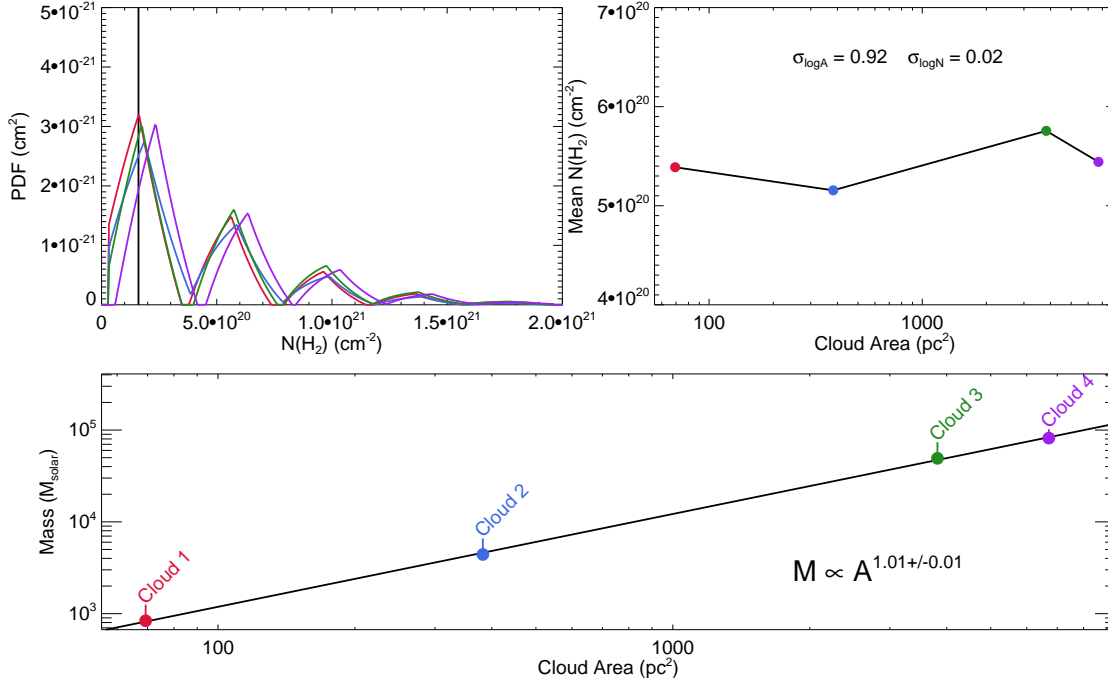 5•10⁻²¹
4•10⁻²¹
3•10⁻²¹
2•10⁻²¹
1•10⁻²¹
0
PDF (cm²)
0 5.0•10²⁰ 1.0•10²¹ 1.5•10²¹ 2.0•10²¹
N(H₂) (cm⁻²)
7•10²⁰
6•10²⁰
5•10²⁰
4•10²⁰
Mean N(H₂) (cm⁻²)
σlogA = 0.92 σlogN = 0.02
100 1000
Cloud Area (pc²)
10⁵
10⁴
10³
Mass (Msolar)
Cloud 1
Cloud 2
Cloud 3
Cloud 4
M ∝ A¹·⁰¹⁺/⁻⁰·⁰¹
100 1000
Cloud Area (pc²)